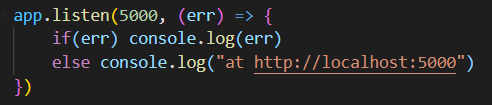 app.listen(5000, (err) => {
    if(err) console.log(err)
    else console.log("at http://localhost:5000")
})